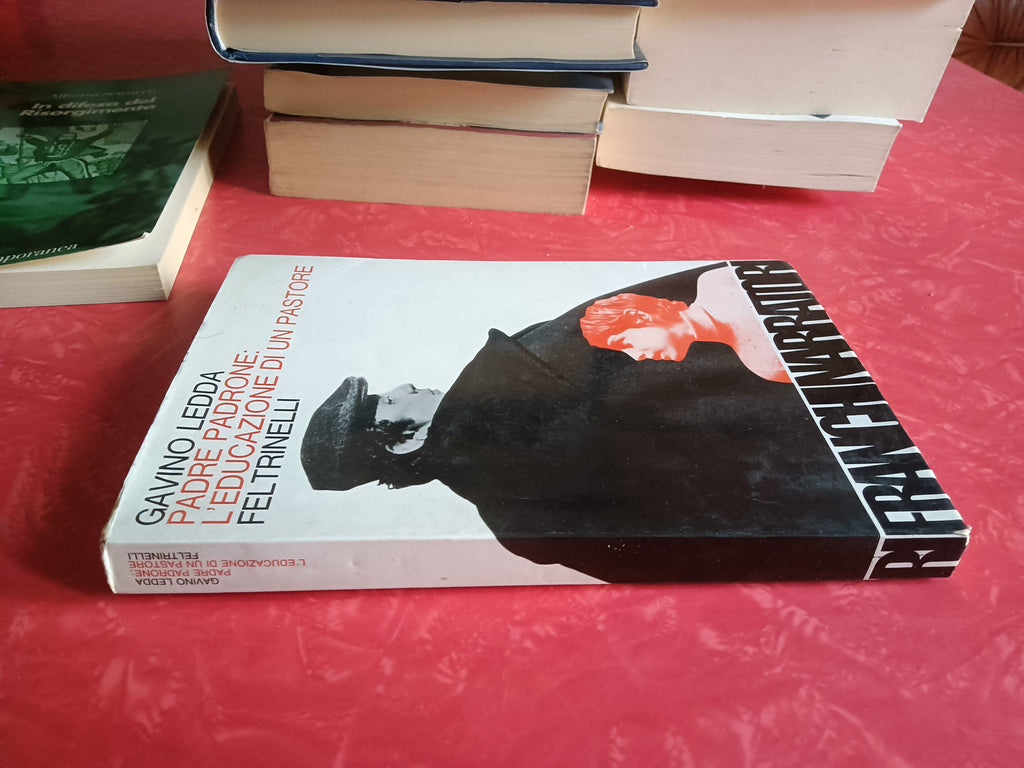 In difesa del
Risorgimento
GAVINO LEDDA
PADRE PADRONE:
L'EDUCAZIONE DI UN PASTORE
FELTRINELLI
FRANCHI NARRATORI
GAVINO LEDDA
PADRE PADRONE:
L'EDUCAZIONE DI UN PASTORE
FELTRINELLI